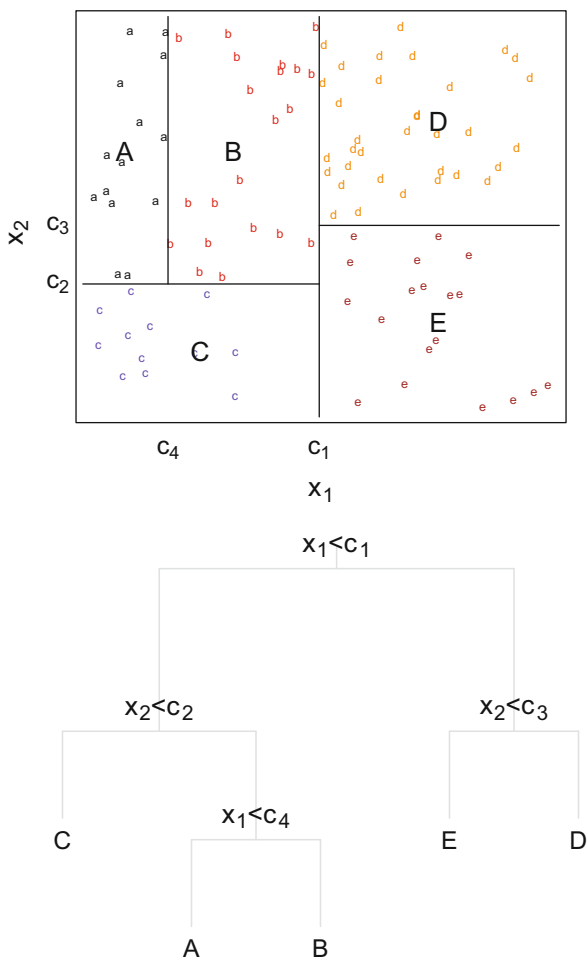 A
B
D
c₃
x₂
c₂
E
C
c₄ c₁
x₁
x₁<c₁
x₂<c₂ x₂<c₃
x₁<c₄
C E D
A B